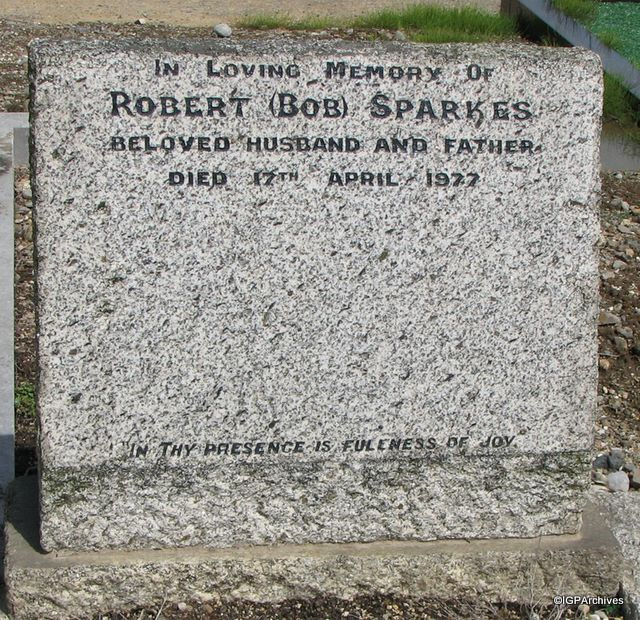 In Loving Memory Of
Robert (Bob) Sparkes
Beloved Husband and Father
Died 17th April 1977
"In Thy presence is fulness of joy
©IGPArchives